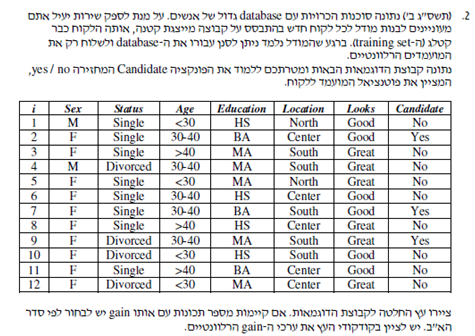 2. (תשס"ג ב') נתונה סוכנות הכרויות עם database גדול של אנשים. על מנת לספק שירות יעיל אתם
מעוניינים לבנות מודל לכל לקוח חדש בהתבסס על קבוצה מייצגת קטנה, אותה הלקוח כבר
קטלג (ה-training set). ברגע שהמודל נלמד ניתן לסנן עבורו את ה-database ולשלוח רק את
המועמדים הרלוונטיים.
נתונה קבוצת הדוגמאות הבאות ומטרתכם ללמוד את הפונקציה Candidate המחזירה yes / no,
המציין את פוטנציאל המועמד ללקוח.
i Sex Status Age Education Location Looks Candidate
1 M Single <30 HS North Good No
2 F Single 30-40 BA Center Good Yes
3 F Single >40 MA South Great No
4 M Divorced 30-40 MA South Great No
5 F Single <30 MA North Great No
6 F Single 30-40 HS Center Good No
7 F Single 30-40 BA South Good Yes
8 F Single >40 HS Center Great No
9 F Divorced 30-40 MA South Great Yes
10 F Divorced <30 HS South Good No
11 F Single >40 BA Center Good No
12 F Divorced <30 MA Center Great No
ציירו עץ החלטה לקבוצת הדוגמאות. אם קיימות מספר תכונות עם אותו gain יש לבחור לפי סדר
הא"ב. יש לציין בקודקודי העץ את ערכי ה-gain הרלוונטיים.